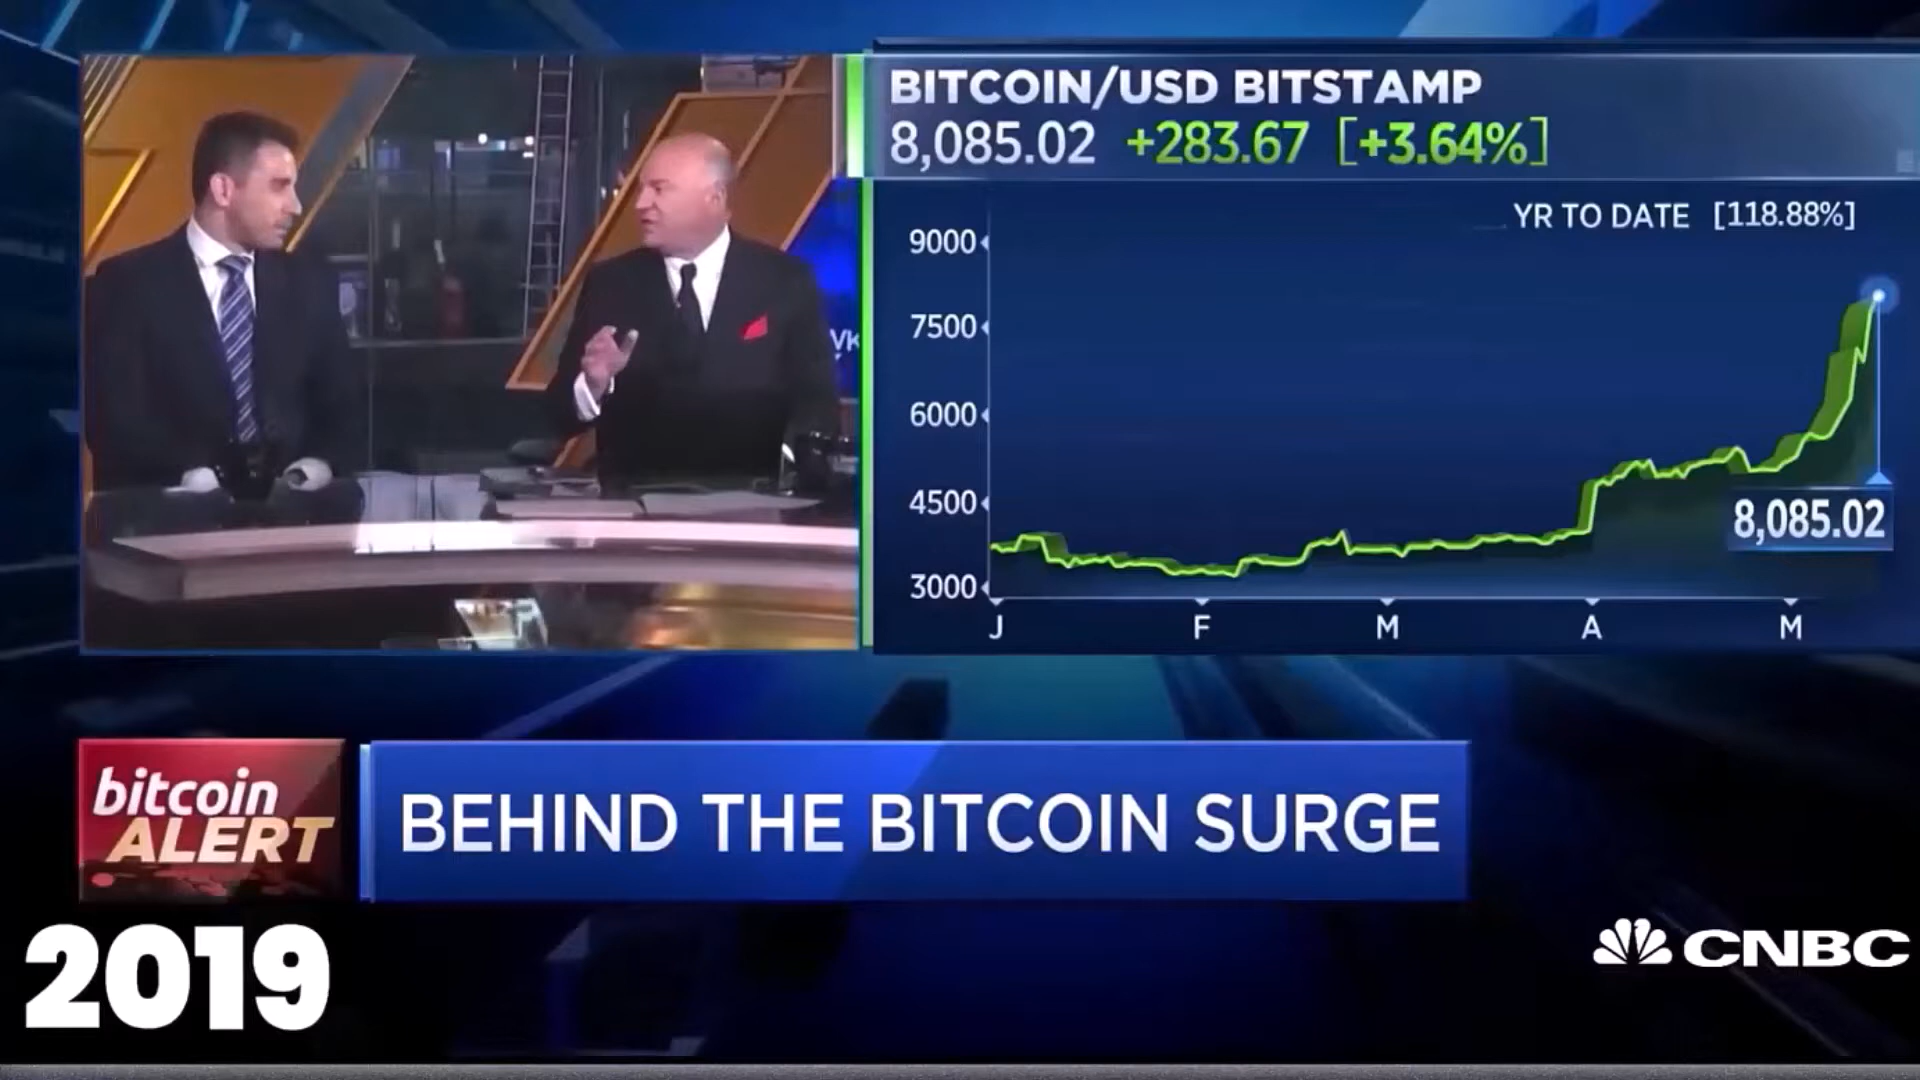 BITCOIN/USD BITSTAMP
8,085.02 +283.67 [+3.64%]
YR TO DATE [118.88%]
9000
7500
6000
4500
3000
8,085.02
J F M A M
bitcoin
ALERT
BEHIND THE BITCOIN SURGE
2019
CNBC